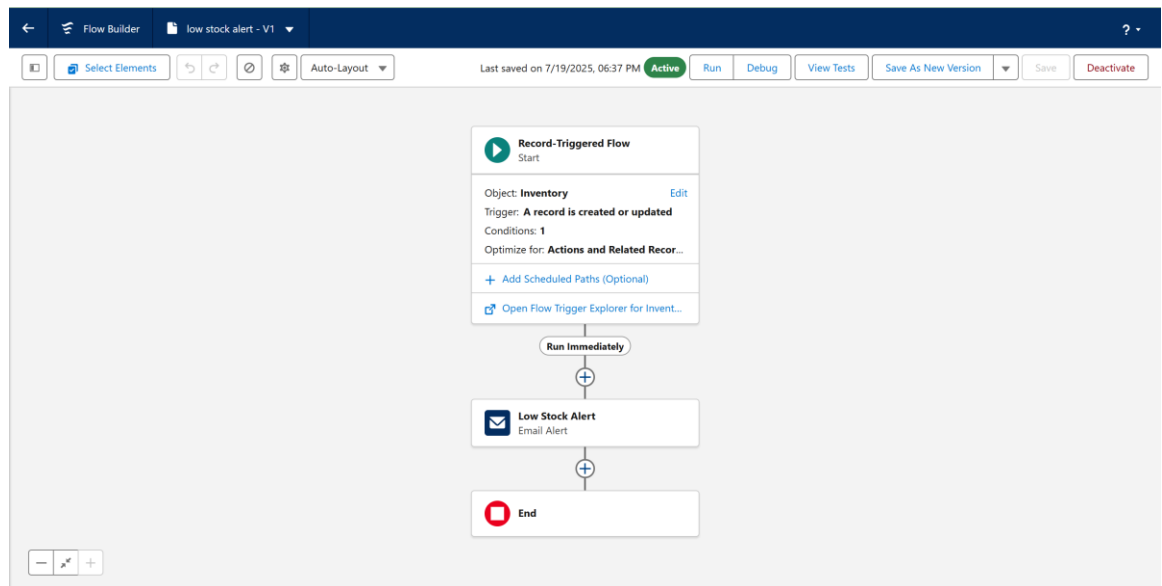 Flow Builder
low stock alert - V1
?
Select Elements
Auto-Layout
Last saved on 7/19/2025, 06:37 PM
Active
Run
Debug
View Tests
Save As New Version
Save
Deactivate
Record-Triggered Flow
Start
Object: Inventory
Edit
Trigger: A record is created or updated
Conditions: 1
Optimize for: Actions and Related Recor...
+ Add Scheduled Paths (Optional)
Open Flow Trigger Explorer for Invent...
Run Immediately
Low Stock Alert
Email Alert
End